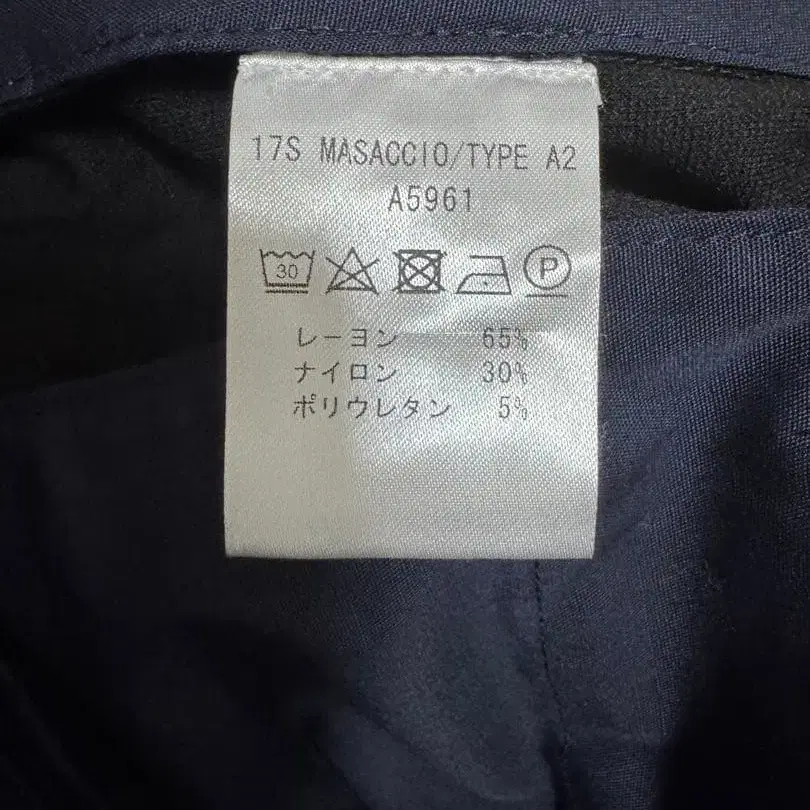 17S MASACCIO/TYPE A2
A5961
30 P
レーヨン 65%
ナイロン 30%
ポリウレタン 5%